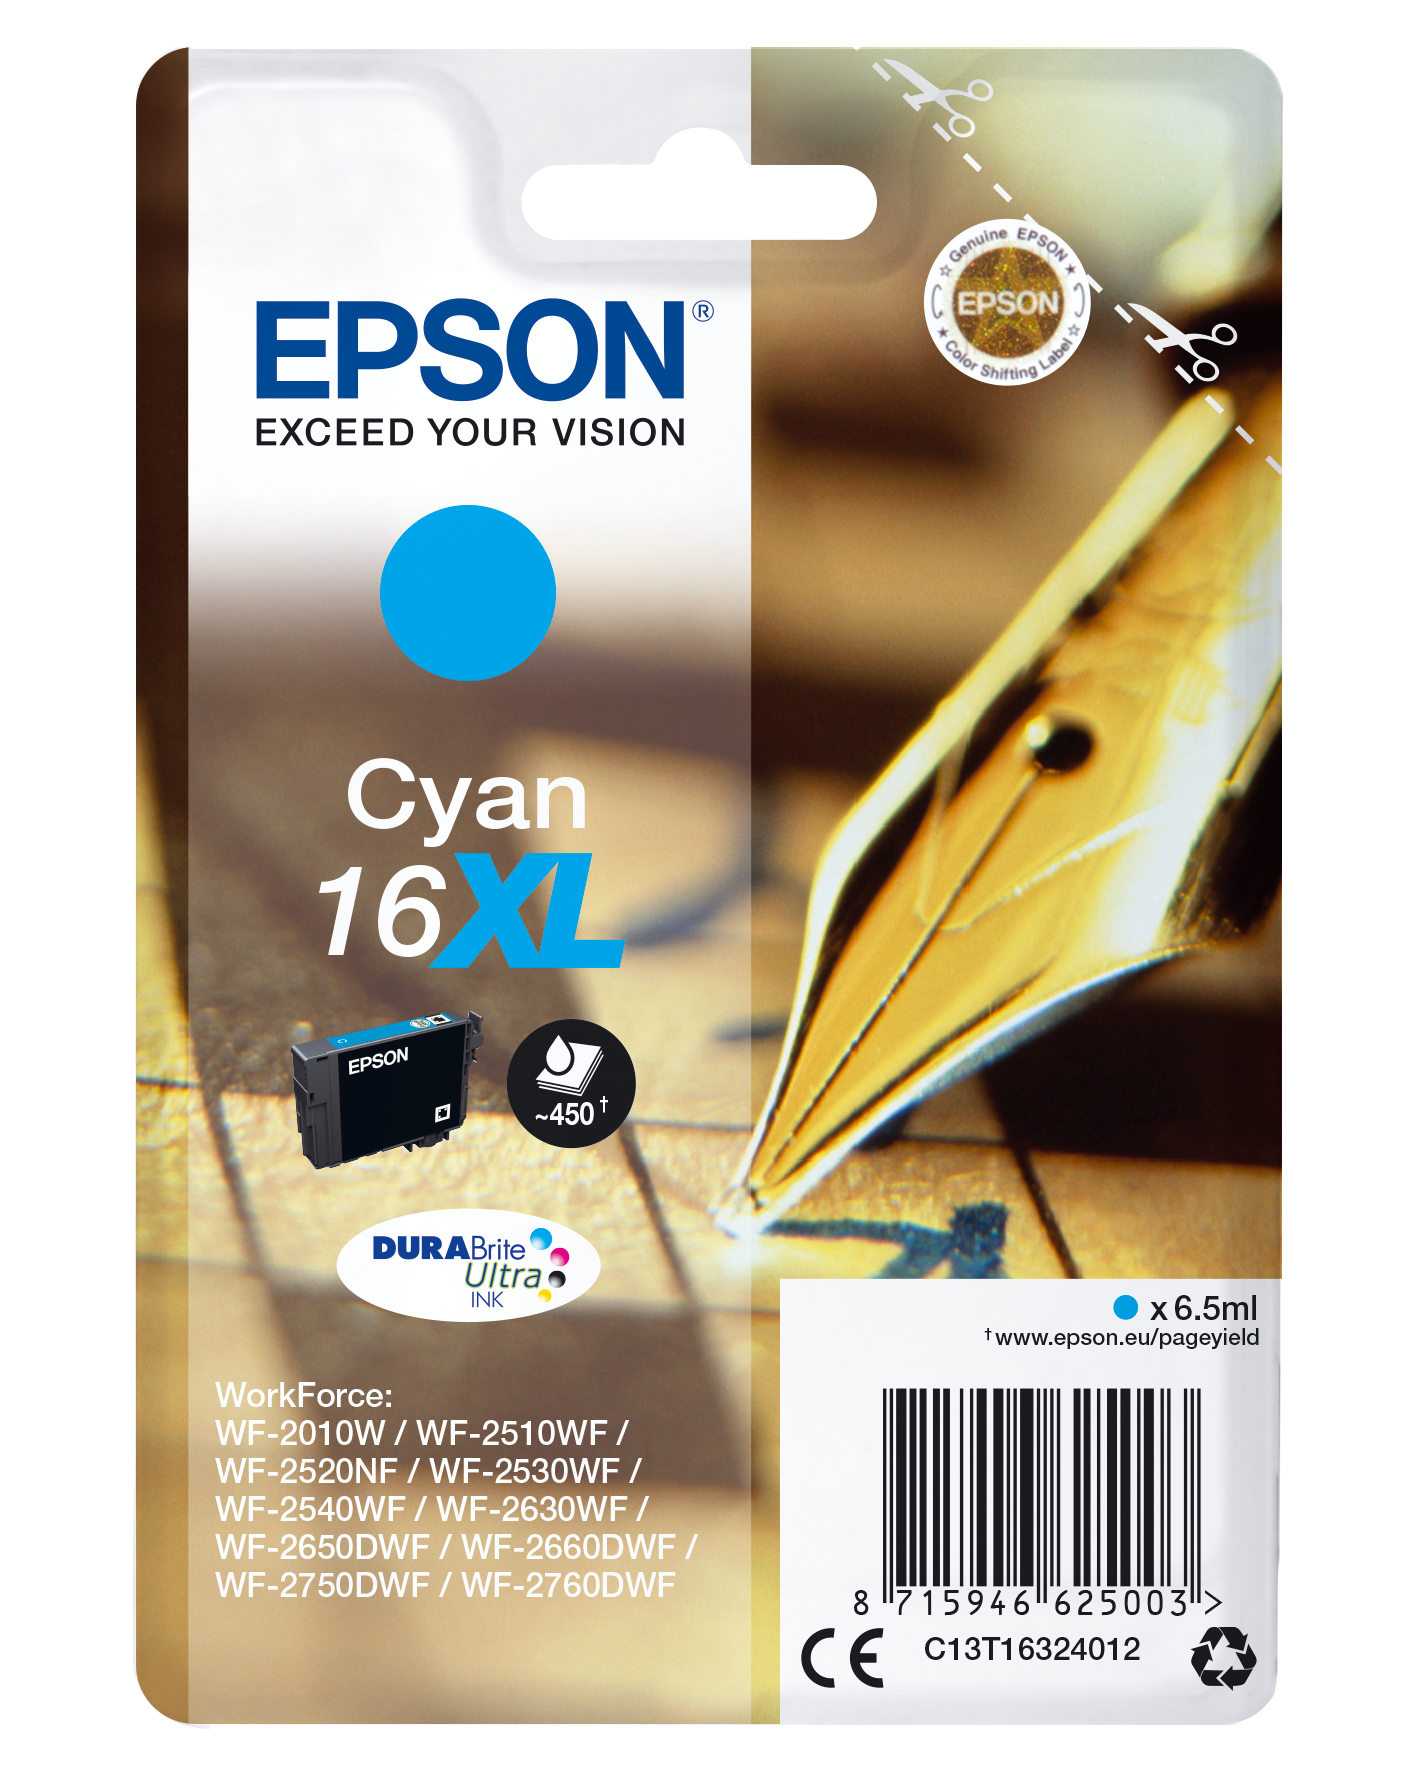 Genuine EPSON
EPSON
Color Shifting Label
EPSON®
EXCEED YOUR VISION
Cyan
16XL
C
EPSON
~450†
DURABrite
Ultra
INK
x 6.5ml
†www.epson.eu/pageyield
WorkForce:
WF-2010W / WF-2510WF /
WF-2520NF / WF-2530WF /
WF-2540WF / WF-2630WF /
WF-2650DWF / WF-2660DWF /
WF-2750DWF / WF-2760DWF
8 715946 625003 >
CE
C13T16324012